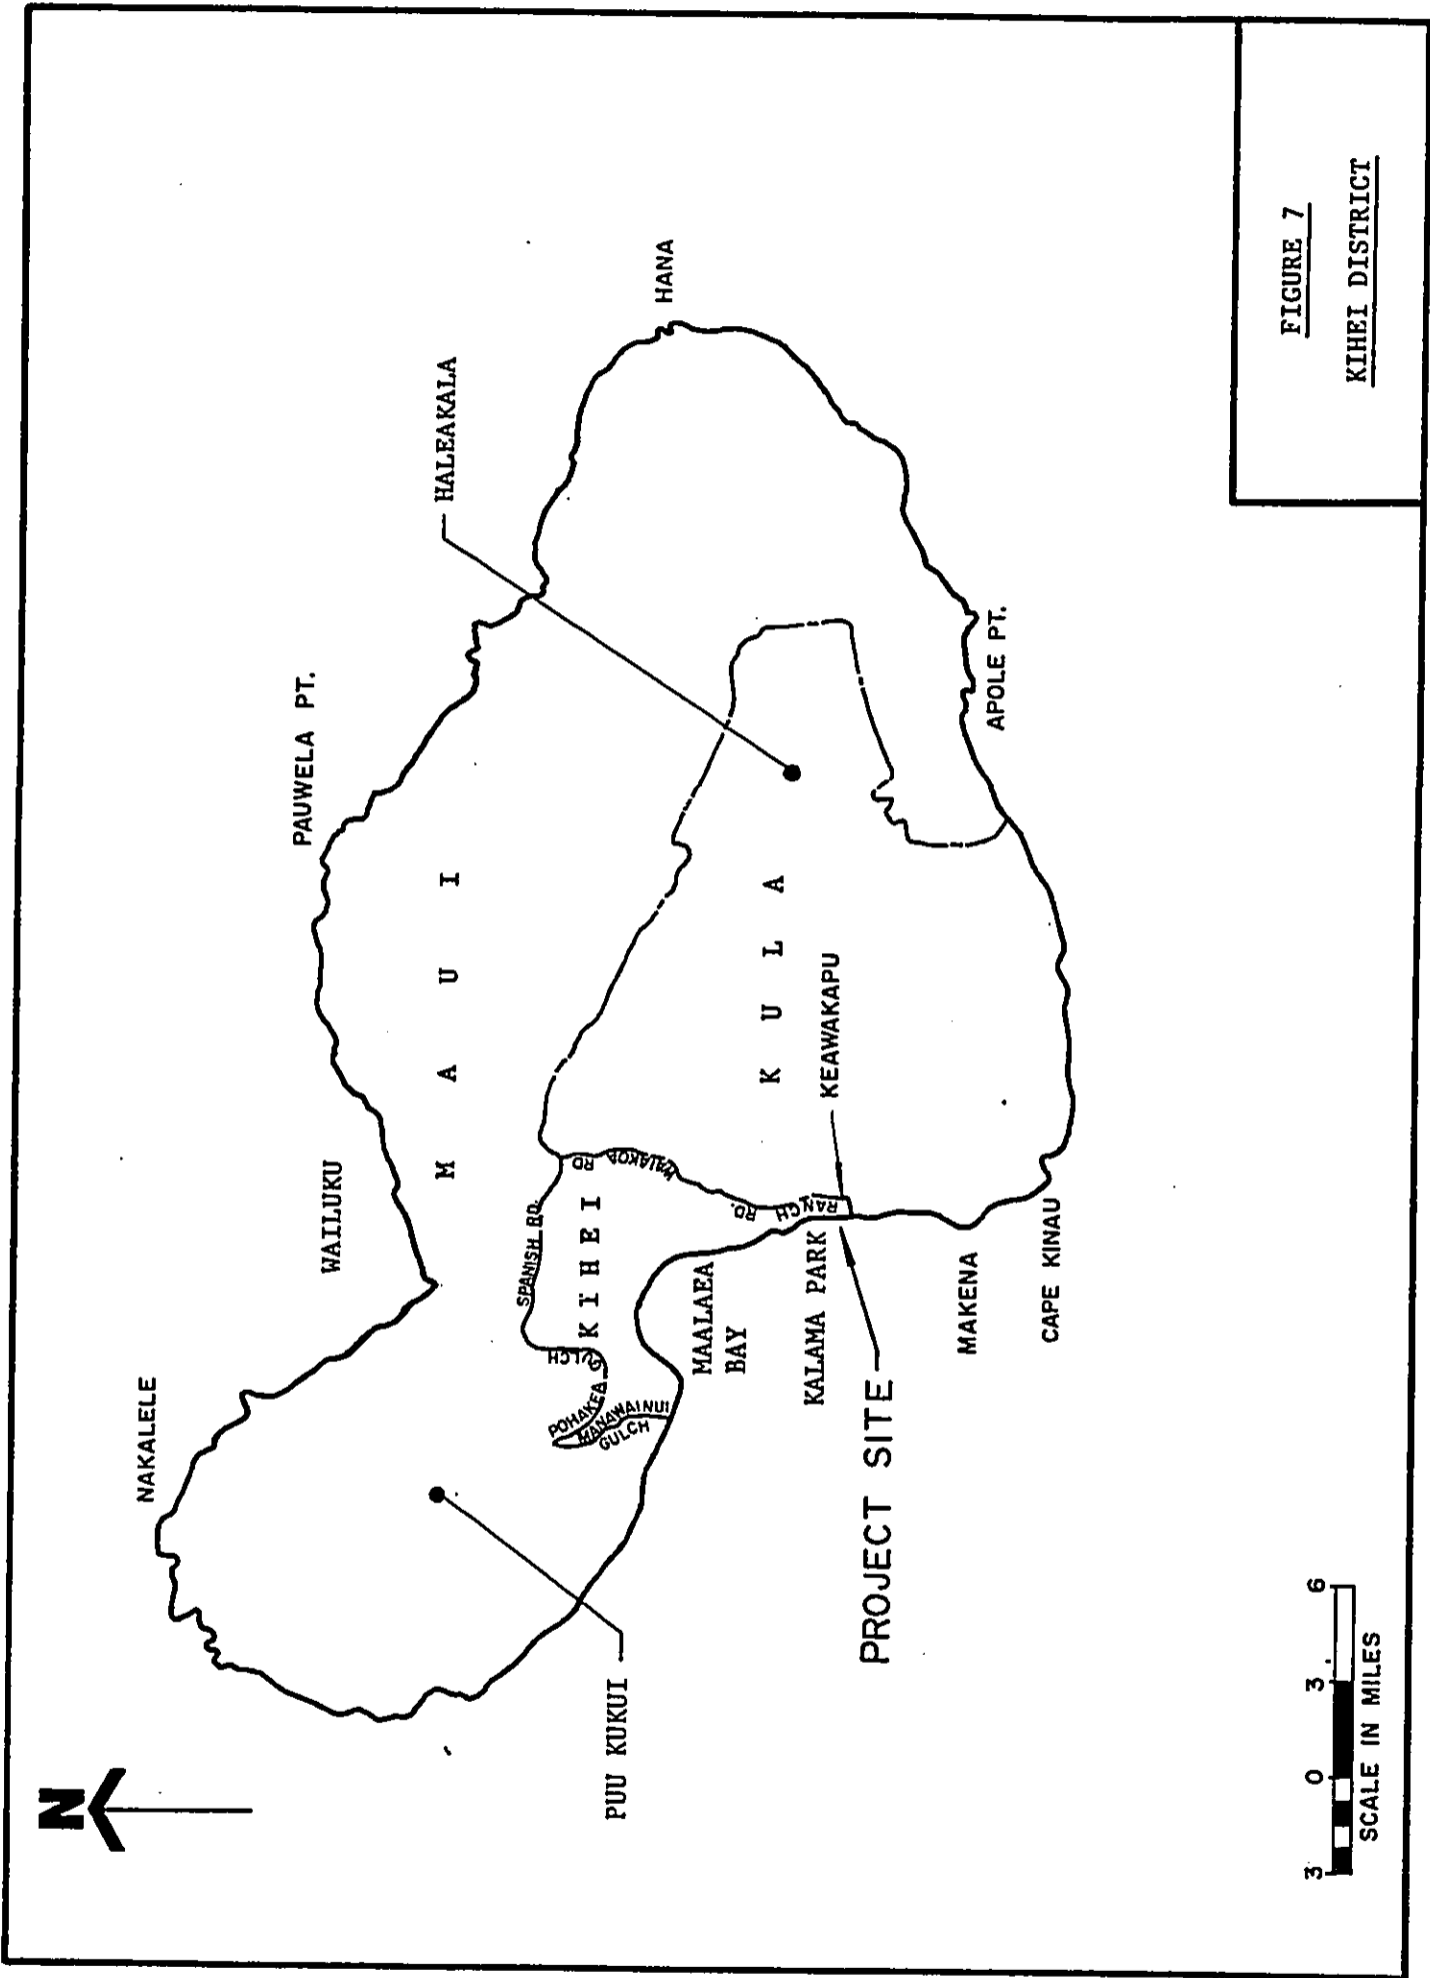 N
NAKALELE
WAILUKU
PAUWELA PT.
HALEAKALA
HANA
M A U I
PUU KUKUI
SPANISH RD.
POHAKEA GULCH
MANAWAINUI
GULCH
K I H E I
WAIAKOA RD
MAALAEA
BAY
K U L A
KEAWAKAPU
RANCH RD.
KALAMA PARK
PROJECT SITE
MAKENA
CAPE KINAU
APOLE PT.
3 0 3 6
SCALE IN MILES
FIGURE 7
KIHEI DISTRICT